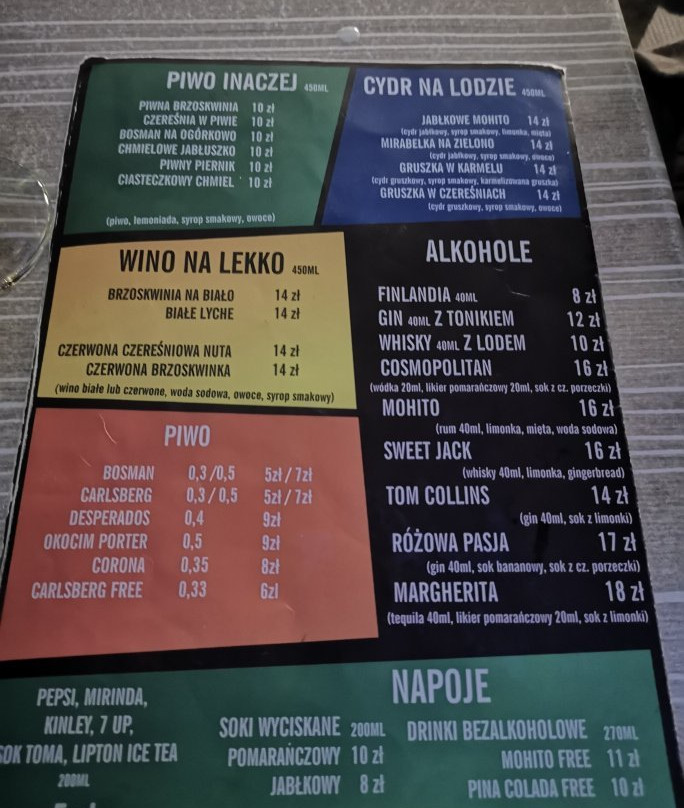 PIWO INACZEJ 450ML
PIWNA BRZOSKWINIA 10 zł
CZEREŚNIA W PIWIE 10 zł
BOSMAN NA OGÓRKOWO 10 zł
CHMIELOWE JABŁUSZKO 10 zł
PIWNY PIERNIK 10 zł
CIASTECZKOWY CHMIEL 10 zł
(piwo, lemoniada, syrop smakowy, owoce)
CYDR NA LODZIE 450ML
JABŁKOWE MOHITO 14 zł
(cydr jabłkowy, syrop smakowy, limonka, mięta)
MIRABELKA NA ZIELONO 14 zł
(cydr jabłkowy, syrop smakowy, owoce)
GRUSZKA W KARMELU 14 zł
(cydr gruszkowy, syrop smakowy, karmelizowana gruszka)
GRUSZKA W CZEREŚNIACH 14 zł
(cydr gruszkowy, syrop smakowy, owoce)
WINO NA LEKKO 450ML
BRZOSKWINIA NA BIAŁO 14 zł
BIAŁE LYCHE 14 zł
CZERWONA CZEREŚNIOWA NUTA 14 zł
CZERWONA BRZOSKWINKA 14 zł
(wino białe lub czerwone, woda sodowa, owoce, syrop smakowy)
ALKOHOLE
FINLANDIA 40ML 8 zł
GIN 40ML Z TONIKIEM 12 zł
WHISKY 40ML Z LODEM 10 zł
COSMOPOLITAN 16 zł
(wódka 20ml, likier pomarańczowy 20ml, sok z cz. porzeczki)
MOHITO 16 zł
(rum 40ml, limonka, mięta, woda sodowa)
SWEET JACK 16 zł
(whisky 40ml, limonka, gingerbread)
TOM COLLINS 14 zł
(gin 40ml, sok z limonki)
RÓŻOWA PASJA 17 zł
(gin 40ml, sok bananowy, sok z cz. porzeczki)
MARGHERITA 18 zł
(tequila 40ml, likier pomarańczowy 20ml, sok z limonki)
PIWO
BOSMAN 0,3/0,5 5zł/7zł
CARLSBERG 0,3/0,5 5zł/7zł
DESPERADOS 0,4 9zł
OKOCIM PORTER 0,5 9zł
CORONA 0,35 8zł
CARLSBERG FREE 0,33 6zl
NAPOJE
PEPSI, MIRINDA,
KINLEY, 7 UP,
SOK TOMA, LIPTON ICE TEA
200ML
SOKI WYCISKANE 200ML
POMARAŃCZOWY 10 zł
JABŁKOWY 8 zł
DRINKI BEZALKOHOLOWE 270ML
MOHITO FREE 11 zł
PINA COLADA FREE 10 zł